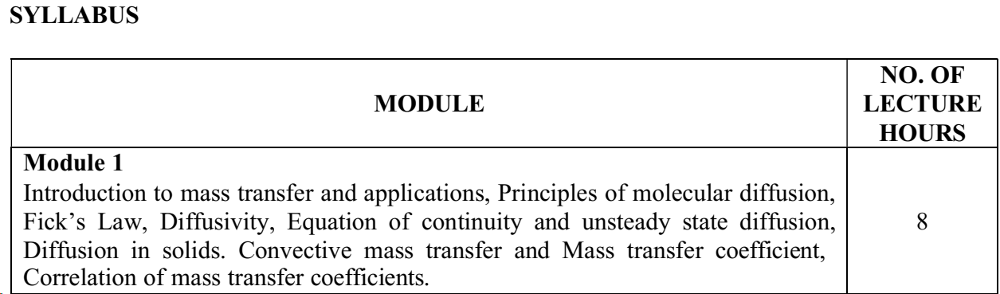 SYLLABUS
MODULE
NO. OF
LECTURE
HOURS
Module 1
Introduction to mass transfer and applications, Principles of molecular diffusion,
Fick’s Law, Diffusivity, Equation of continuity and unsteady state diffusion,
Diffusion in solids. Convective mass transfer and Mass transfer coefficient,
Correlation of mass transfer coefficients.
8